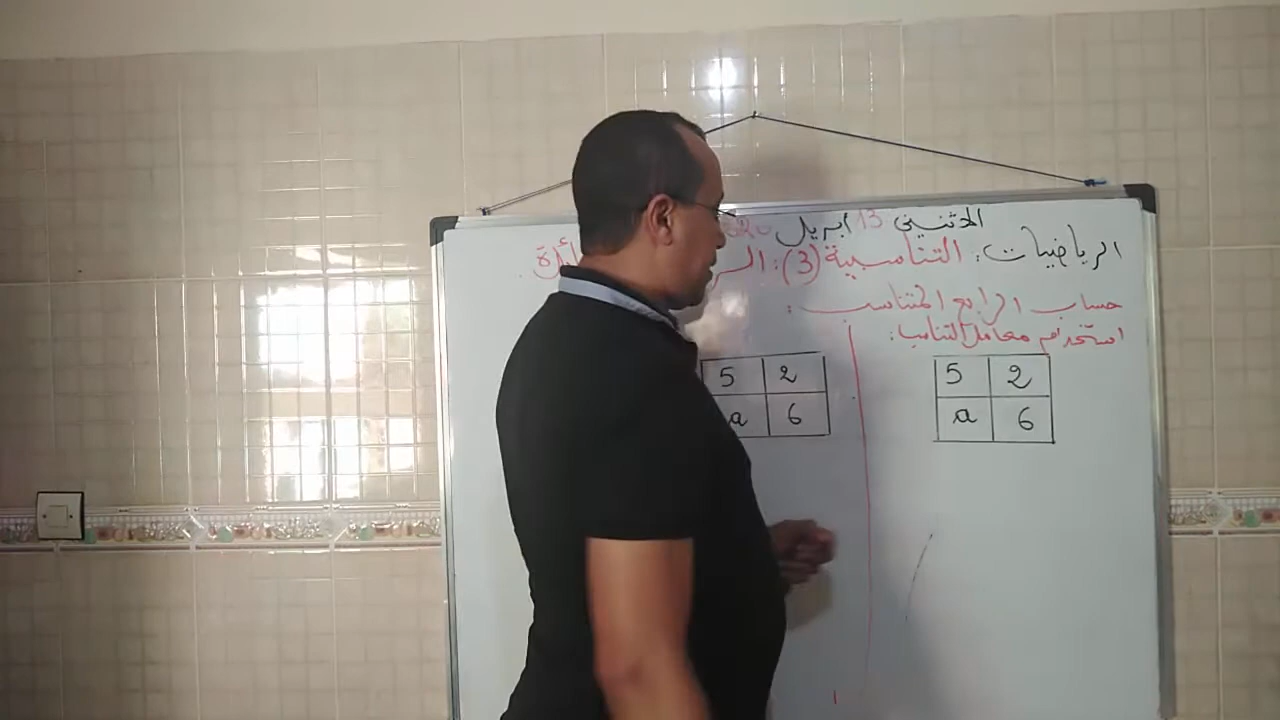 الاثنين 13 ابريل
الرياضيات: التناسبية (3):
حساب الرابع المتناسب :
استخدام معامل التناسب:
5 2
a 6
5 2
a 6